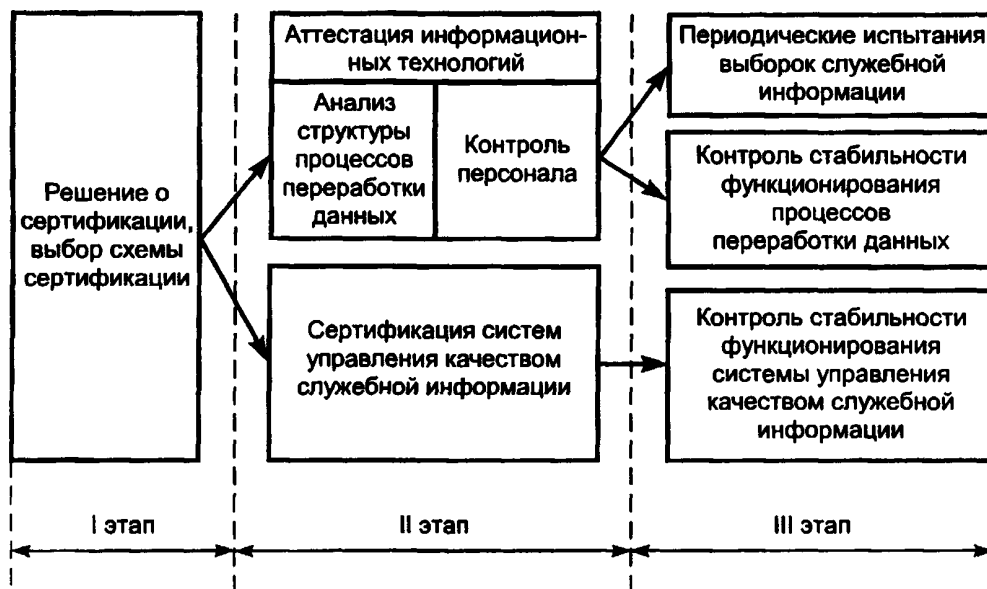 Решение о
сертификации,
выбор схемы
сертификации
Аттестация информацион-
ных технологий
Анализ
структуры
процессов
переработки
данных
Контроль
персонала
Сертификация систем
управления качеством
служебной информации
Периодические испытания
выборок служебной
информации
Контроль стабильности
функционирования
процессов
переработки данных
Контроль стабильности
функционирования
системы управления
качеством служебной
информации
I этап
II этап
III этап